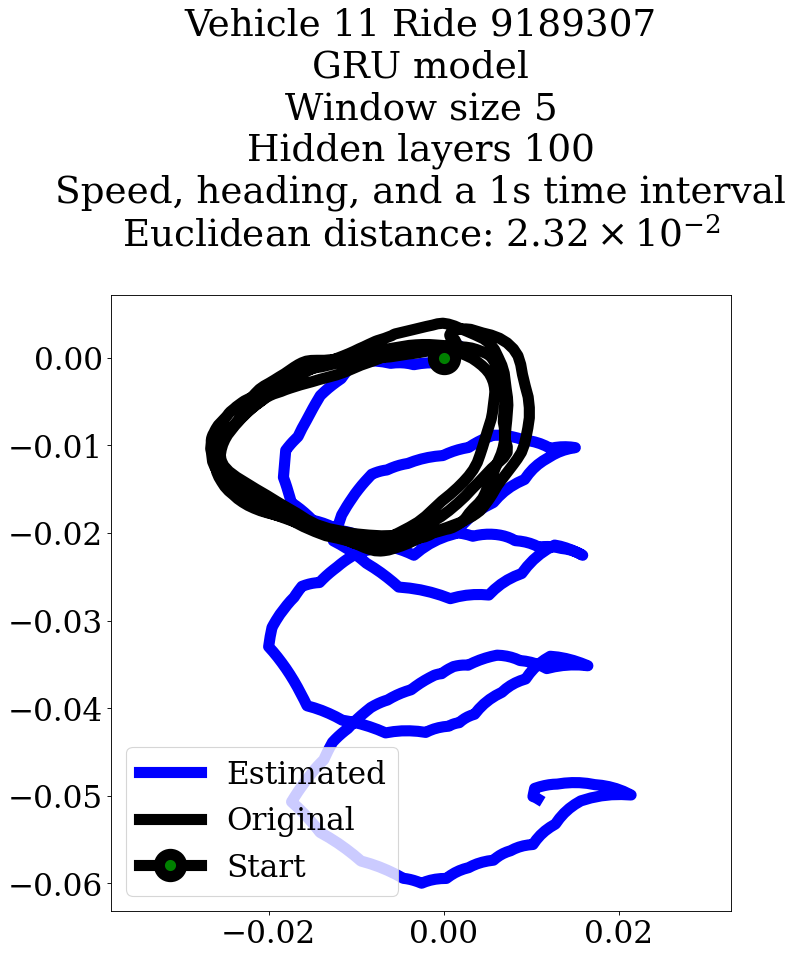 Vehicle 11 Ride 9189307
GRU model
Window size 5
Hidden layers 100
Speed, heading, and a 1s time interval
Euclidean distance: 2.32 × 10⁻²
0.00
−0.01
−0.02
−0.03
−0.04
−0.05
−0.06
Estimated
Original
Start
−0.02 0.00 0.02